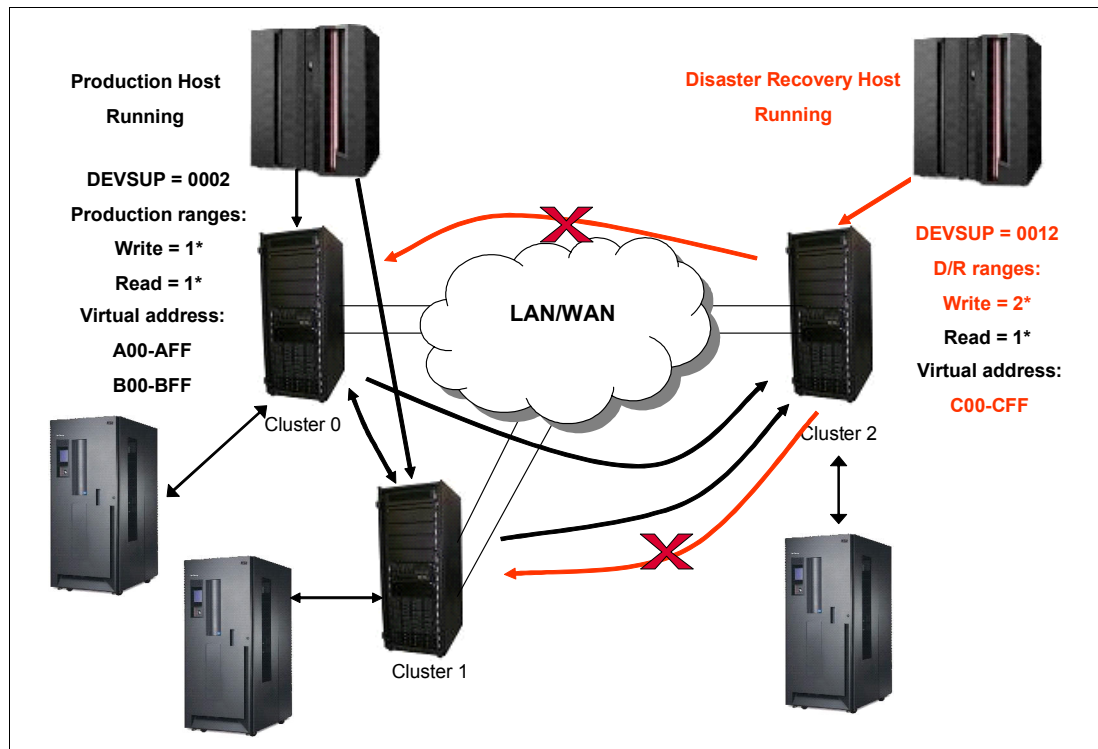 Production Host
Running
DEVSUP = 0002
Production ranges:
Write = 1*
Read = 1*
Virtual address:
A00-AFF
B00-BFF
Disaster Recovery Host
Running
DEVSUP = 0012
D/R ranges:
Write = 2*
Read = 1*
Virtual address:
C00-CFF
LAN/WAN
Cluster 0
Cluster 2
Cluster 1